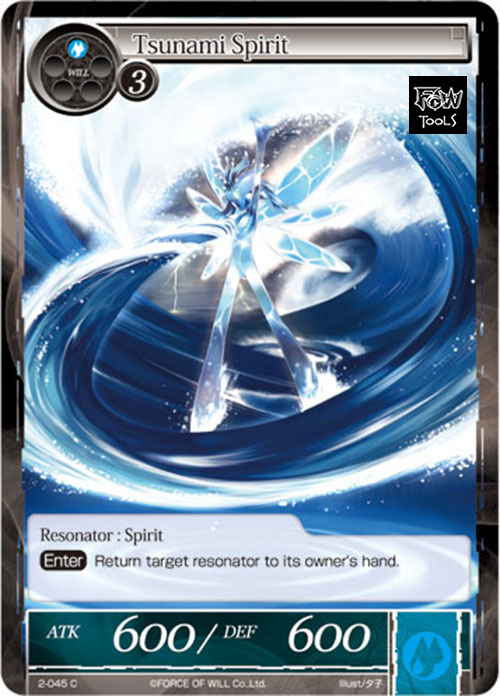 Tsunami Spirit
WILL
3
FOW
TOOLS
Resonator : Spirit
Enter Return target resonator to its owner's hand.
ATK 600 / DEF 600
2-045 C ©FORCE OF WILL Co.,Ltd. Illust/夕子